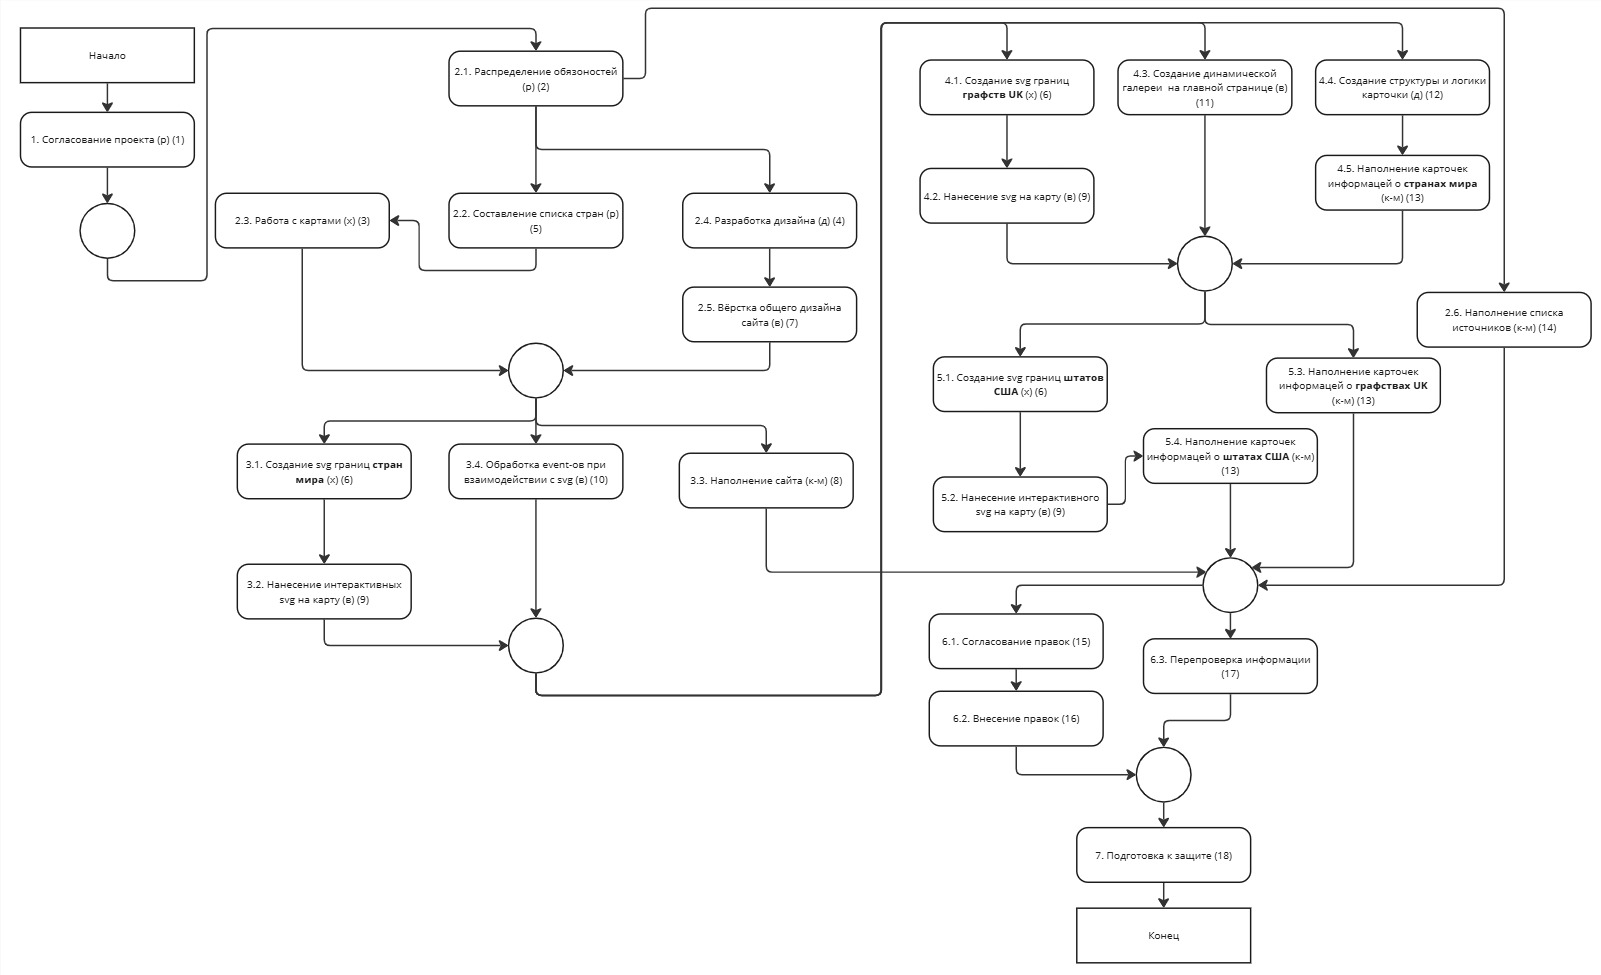 Начало
1. Согласование проекта (р) (1)
2.1. Распределение обязоностей
(р) (2)
2.3. Работа с картами (х) (3)
2.2. Составление списка стран (р)
(5)
2.4. Разработка дизайна (д) (4)
2.5. Вёрстка общего дизайна
сайта (в) (7)
3.1. Создание svg границ стран
мира (х) (6)
3.4. Обработка event-ов при
взаимодействии с svg (в) (10)
3.3. Наполнение сайта (к-м) (8)
3.2. Нанесение интерактивных
svg на карту (в) (9)
4.1. Создание svg границ
графств UK (х) (6)
4.3. Создание динамической
галереи на главной странице (в)
(11)
4.4. Создание структуры и логики
карточки (д) (12)
4.2. Нанесение svg на карту (в) (9)
4.5. Наполнение карточек
информацей о странах мира
(к-м) (13)
2.6. Наполнение списка
источников (к-м) (14)
5.1. Создание svg границ штатов
США (х) (6)
5.3. Наполнение карточек
информацей о графствах UK
(к-м) (13)
5.4. Наполнение карточек
информацей о штатах США (к-м)
(13)
5.2. Нанесение интерактивного
svg на карту (в) (9)
6.1. Согласование правок (15)
6.3. Перепроверка информации
(17)
6.2. Внесение правок (16)
7. Подготовка к защите (18)
Конец